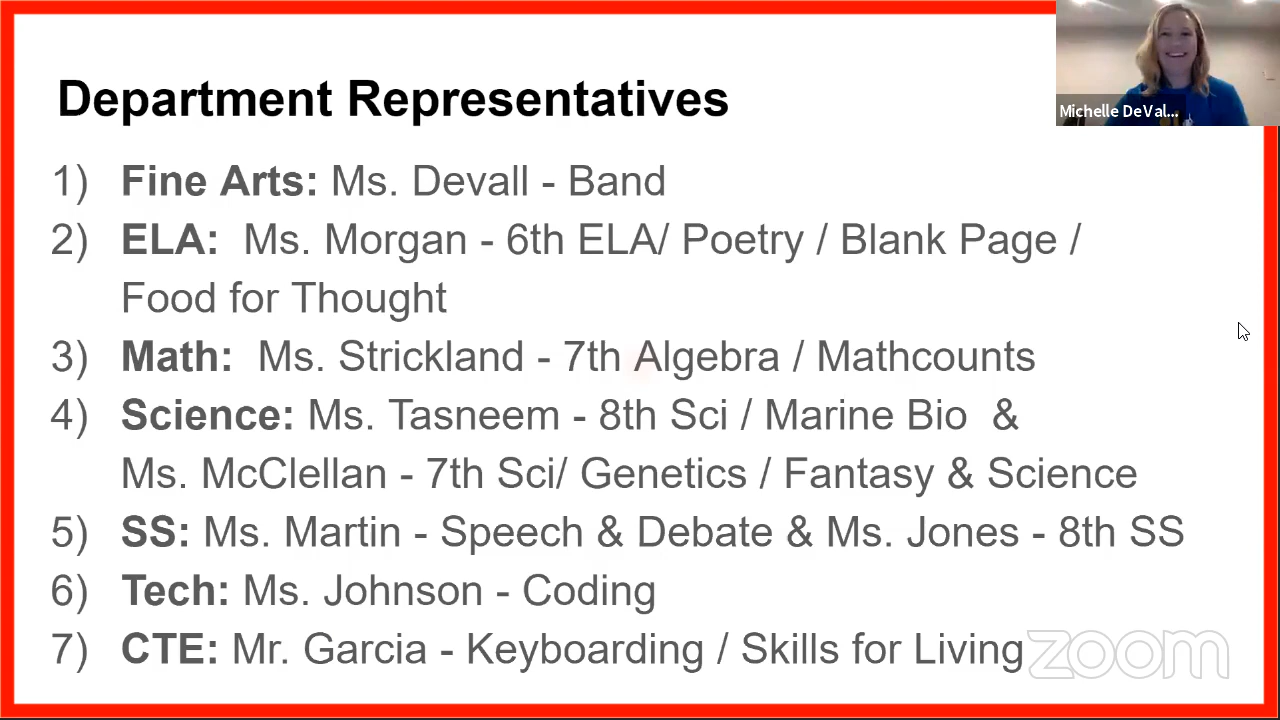 Department Representatives
Michelle DeVal...
1) Fine Arts: Ms. Devall - Band
2) ELA:  Ms. Morgan - 6th ELA/ Poetry / Blank Page /
Food for Thought
3) Math:  Ms. Strickland - 7th Algebra / Mathcounts
4) Science: Ms. Tasneem - 8th Sci / Marine Bio  &
Ms. McClellan - 7th Sci/ Genetics / Fantasy & Science
5) SS: Ms. Martin - Speech & Debate & Ms. Jones - 8th SS
6) Tech: Ms. Johnson - Coding
7) CTE: Mr. Garcia - Keyboarding / Skills for Living
zoom